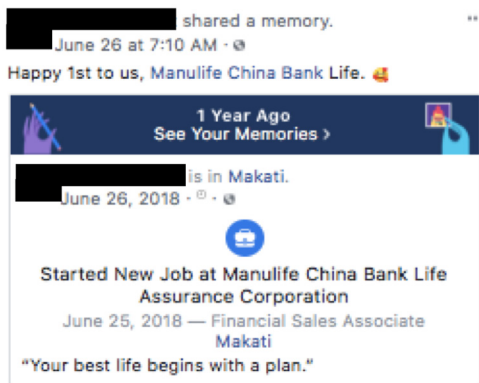 shared a memory.
June 26 at 7:10 AM ·
Happy 1st to us, Manulife China Bank Life.
1 Year Ago
See Your Memories >
is in Makati.
June 26, 2018 · ·
Started New Job at Manulife China Bank Life
Assurance Corporation
June 25, 2018 — Financial Sales Associate
Makati
“Your best life begins with a plan.”